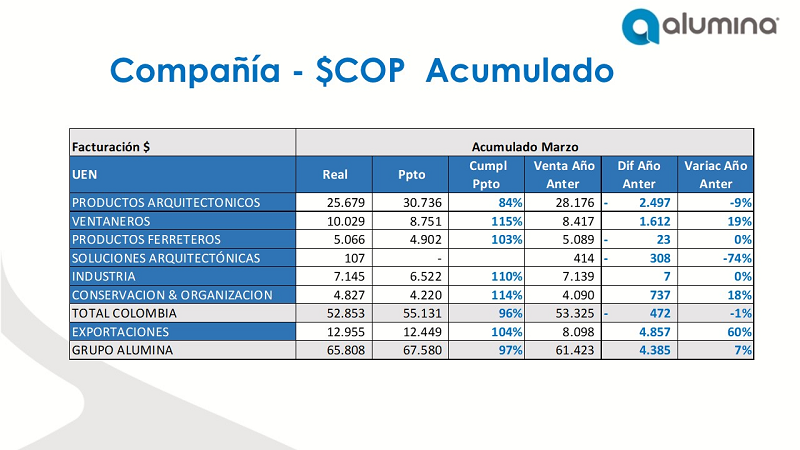 alumina
Compañía - $COP Acumulado
Facturación $ Acumulado Marzo
UEN Real Ppto Cumpl Ppto Venta Año Anter Dif Año Anter Variac Año Anter
PRODUCTOS ARQUITECTONICOS 25.679 30.736 84% 28.176 - 2.497 -9%
VENTANEROS 10.029 8.751 115% 8.417 1.612 19%
PRODUCTOS FERRETEROS 5.066 4.902 103% 5.089 - 23 0%
SOLUCIONES ARQUITECTÓNICAS 107 - 414 - 308 -74%
INDUSTRIA 7.145 6.522 110% 7.139 7 0%
CONSERVACION & ORGANIZACION 4.827 4.220 114% 4.090 737 18%
TOTAL COLOMBIA 52.853 55.131 96% 53.325 - 472 -1%
EXPORTACIONES 12.955 12.449 104% 8.098 4.857 60%
GRUPO ALUMINA 65.808 67.580 97% 61.423 4.385 7%